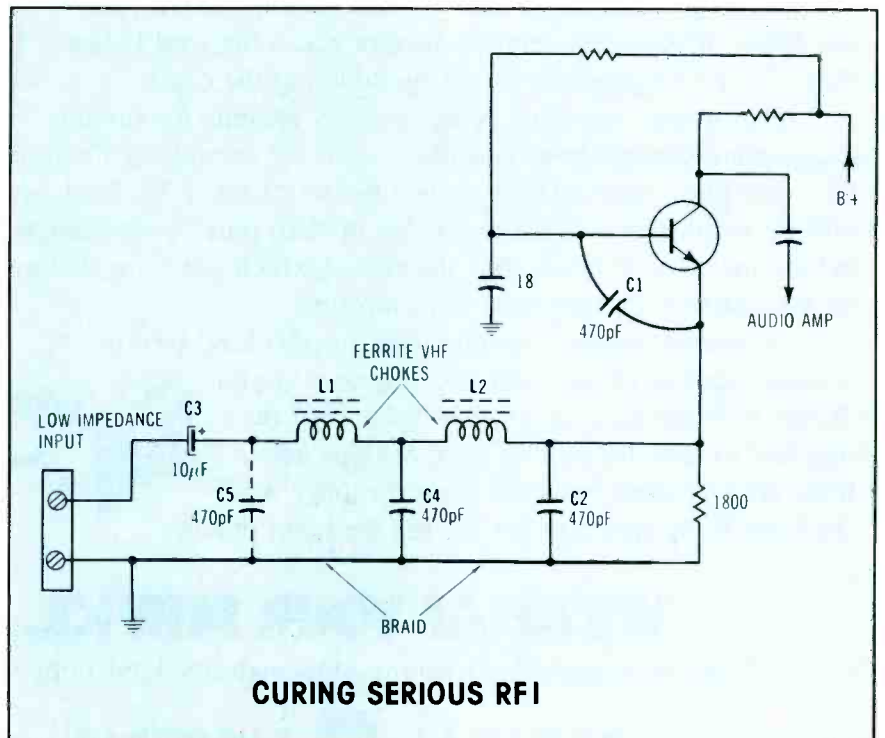 B+
18
C1
470pF
AUDIO AMP
FERRITE VHF
CHOKES
L1
L2
LOW IMPEDANCE
INPUT
C3
+
10µF
C5
470pF
C4
470pF
C2
470pF
1800
BRAID
CURING SERIOUS RFI